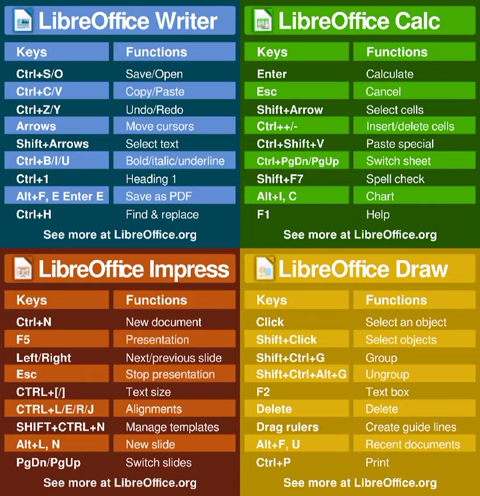 LibreOffice Writer
Keys Functions
Ctrl+S/O Save/Open
Ctrl+C/V Copy/Paste
Ctrl+Z/Y Undo/Redo
Arrows Move cursors
Shift+Arrows Select text
Ctrl+B/I/U Bold/italic/underline
Ctrl+1 Heading 1
Alt+F, E Enter E Save as PDF
Ctrl+H Find & replace
See more at LibreOffice.org
LibreOffice Calc
Keys Functions
Enter Calculate
Esc Cancel
Shift+Arrow Select cells
Ctrl++/- Insert/delete cells
Ctrl+Shift+V Paste special
Ctrl+PgDn/PgUp Switch sheet
Shift+F7 Spell check
Alt+I, C Chart
F1 Help
See more at LibreOffice.org
LibreOffice Impress
Keys Functions
Ctrl+N New document
F5 Presentation
Left/Right Next/previous slide
Esc Stop presentation
CTRL+[/] Text size
CTRL+L/E/R/J Alignments
SHIFT+CTRL+N Manage templates
Alt+L, N New slide
PgDn/PgUp Switch slides
See more at LibreOffice.org
LibreOffice Draw
Keys Functions
Click Select an object
Shift+Click Select objects
Shift+Ctrl+G Group
Shift+Ctrl+Alt+G Ungroup
F2 Text box
Delete Delete
Drag rulers Create guide lines
Alt+F, U Recent documents
Ctrl+P Print
See more at LibreOffice.org